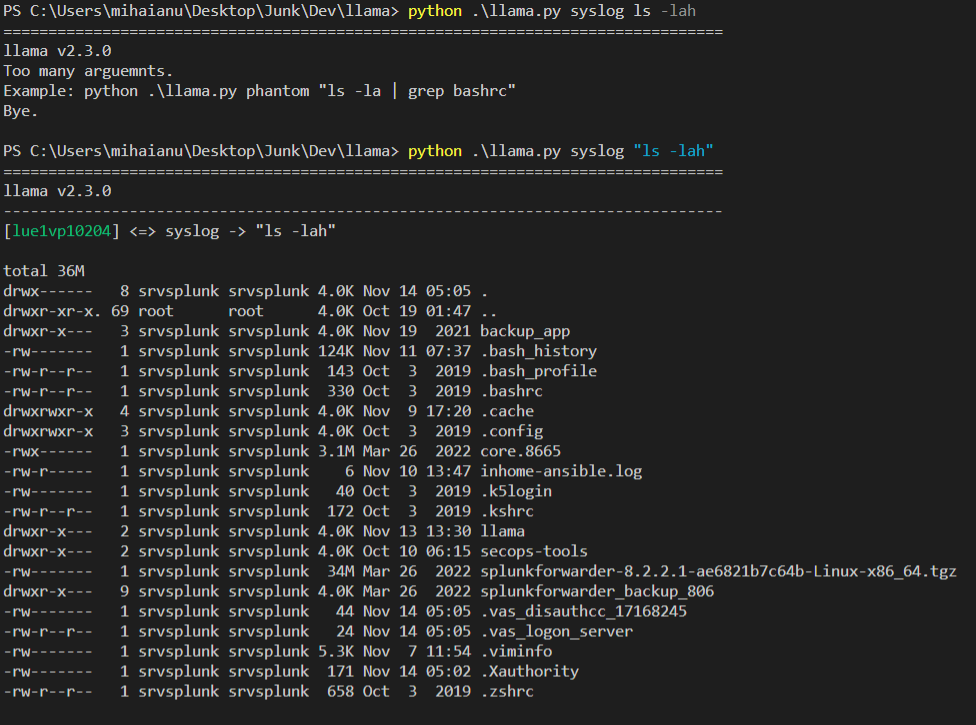 PS C:\Users\mihaianu\Desktop\Junk\Dev\llama> python .\llama.py syslog ls -lah
================================================================================
llama v2.3.0
Too many arguemnts.
Example: python .\llama.py phantom "ls -la | grep bashrc"
Bye.
PS C:\Users\mihaianu\Desktop\Junk\Dev\llama> python .\llama.py syslog "ls -lah"
================================================================================
llama v2.3.0
--------------------------------------------------------------------------------
[lue1vp10204] <=> syslog -> "ls -lah"
total 36M
drwx------   8 srvsplunk srvsplunk 4.0K Nov 14 05:05 .
drwxr-xr-x. 69 root      root      4.0K Oct 19 01:47 ..
drwxr-x---   3 srvsplunk srvsplunk 4.0K Nov 19  2021 backup_app
-rw-------   1 srvsplunk srvsplunk 124K Nov 11 07:37 .bash_history
-rw-r--r--   1 srvsplunk srvsplunk  143 Oct  3  2019 .bash_profile
-rw-r--r--   1 srvsplunk srvsplunk  330 Oct  3  2019 .bashrc
drwxrwxr-x   4 srvsplunk srvsplunk 4.0K Nov  9 17:20 .cache
drwxrwxr-x   3 srvsplunk srvsplunk 4.0K Oct  3  2019 .config
-rwx------   1 srvsplunk srvsplunk 3.1M Mar 26  2022 core.8665
-rw-r-----   1 srvsplunk srvsplunk    6 Nov 10 13:47 inhome-ansible.log
-rw-------   1 srvsplunk srvsplunk   40 Oct  3  2019 .k5login
-rw-r--r--   1 srvsplunk srvsplunk  172 Oct  3  2019 .kshrc
drwxr-x---   2 srvsplunk srvsplunk 4.0K Nov 13 13:30 llama
drwxr-x---   2 srvsplunk srvsplunk 4.0K Oct 10 06:15 secops-tools
-rw-------   1 srvsplunk srvsplunk  34M Mar 26  2022 splunkforwarder-8.2.2.1-ae6821b7c64b-Linux-x86_64.tgz
drwxr-x---   9 srvsplunk srvsplunk 4.0K Mar 26  2022 splunkforwarder_backup_806
-rw-------   1 srvsplunk srvsplunk   44 Nov 14 05:05 .vas_disauthcc_17168245
-rw-r--r--   1 srvsplunk srvsplunk   24 Nov 14 05:05 .vas_logon_server
-rw-------   1 srvsplunk srvsplunk 5.3K Nov  7 11:54 .viminfo
-rw-------   1 srvsplunk srvsplunk  171 Nov 14 05:02 .Xauthority
-rw-r--r--   1 srvsplunk srvsplunk  658 Oct  3  2019 .zshrc